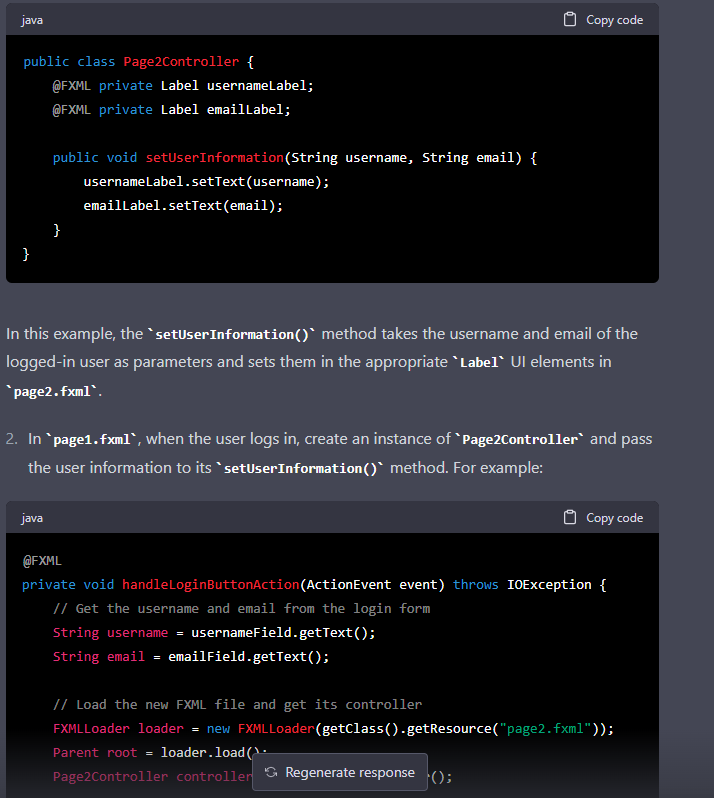 java
Copy code
public class Page2Controller {
    @FXML private Label usernameLabel;
    @FXML private Label emailLabel;

    public void setUserInformation(String username, String email) {
        usernameLabel.setText(username);
        emailLabel.setText(email);
    }
}
In this example, the `setUserInformation()` method takes the username and email of the
logged-in user as parameters and sets them in the appropriate `Label` UI elements in
`page2.fxml`.
2. In `page1.fxml`, when the user logs in, create an instance of `Page2Controller` and pass
the user information to its `setUserInformation()` method. For example:
java
Copy code
@FXML
private void handleLoginButtonAction(ActionEvent event) throws IOException {
    // Get the username and email from the login form
    String username = usernameField.getText();
    String email = emailField.getText();

    // Load the new FXML file and get its controller
    FXMLLoader loader = new FXMLLoader(getClass().getResource("page2.fxml"));
    Parent root = loader.load();
    Page2Controller controller ();
Regenerate response